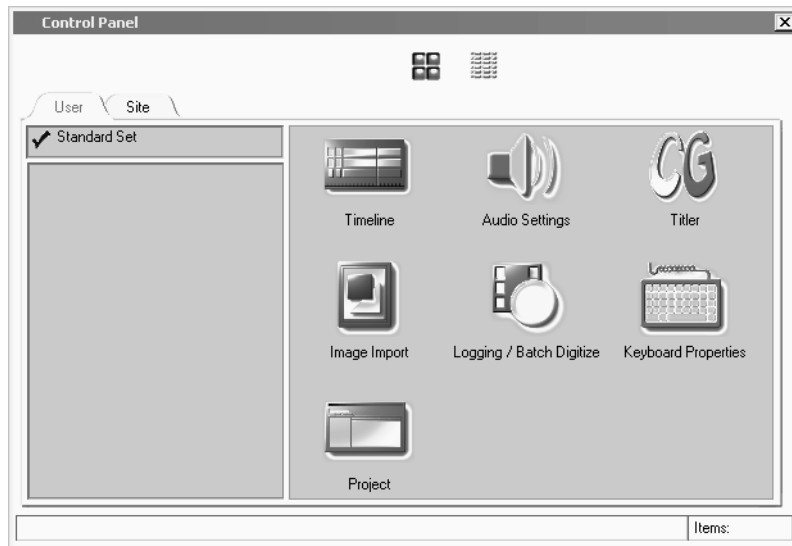 Control Panel
User Site
Standard Set
CG
Timeline Audio Settings Titler
Image Import Logging / Batch Digitize Keyboard Properties
Project
Items: